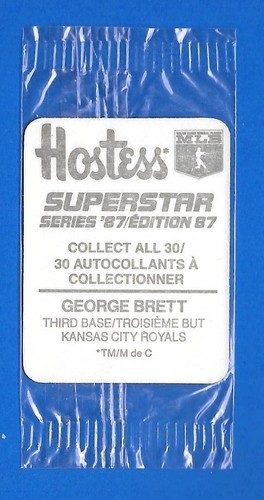 Hostess
MLB
SUPERSTAR
SERIES '87/ÉDITION 87
COLLECT ALL 30/
30 AUTOCOLLANTS À
COLLECTIONNER
GEORGE BRETT
THIRD BASE/TROISIÈME BUT
KANSAS CITY ROYALS
*TM/M de C